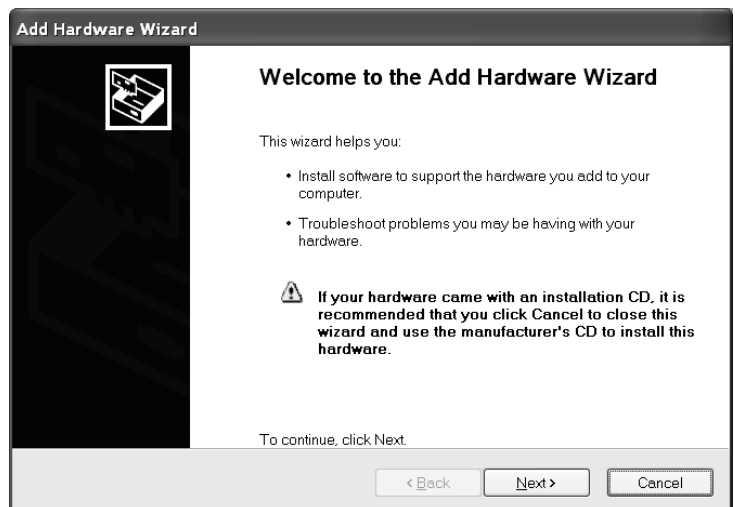 Add Hardware Wizard
Welcome to the Add Hardware Wizard
This wizard helps you:
• Install software to support the hardware you add to your
computer.
• Troubleshoot problems you may be having with your
hardware.
If your hardware came with an installation CD, it is
recommended that you click Cancel to close this
wizard and use the manufacturer's CD to install this
hardware.
To continue, click Next.
< Back Next > Cancel